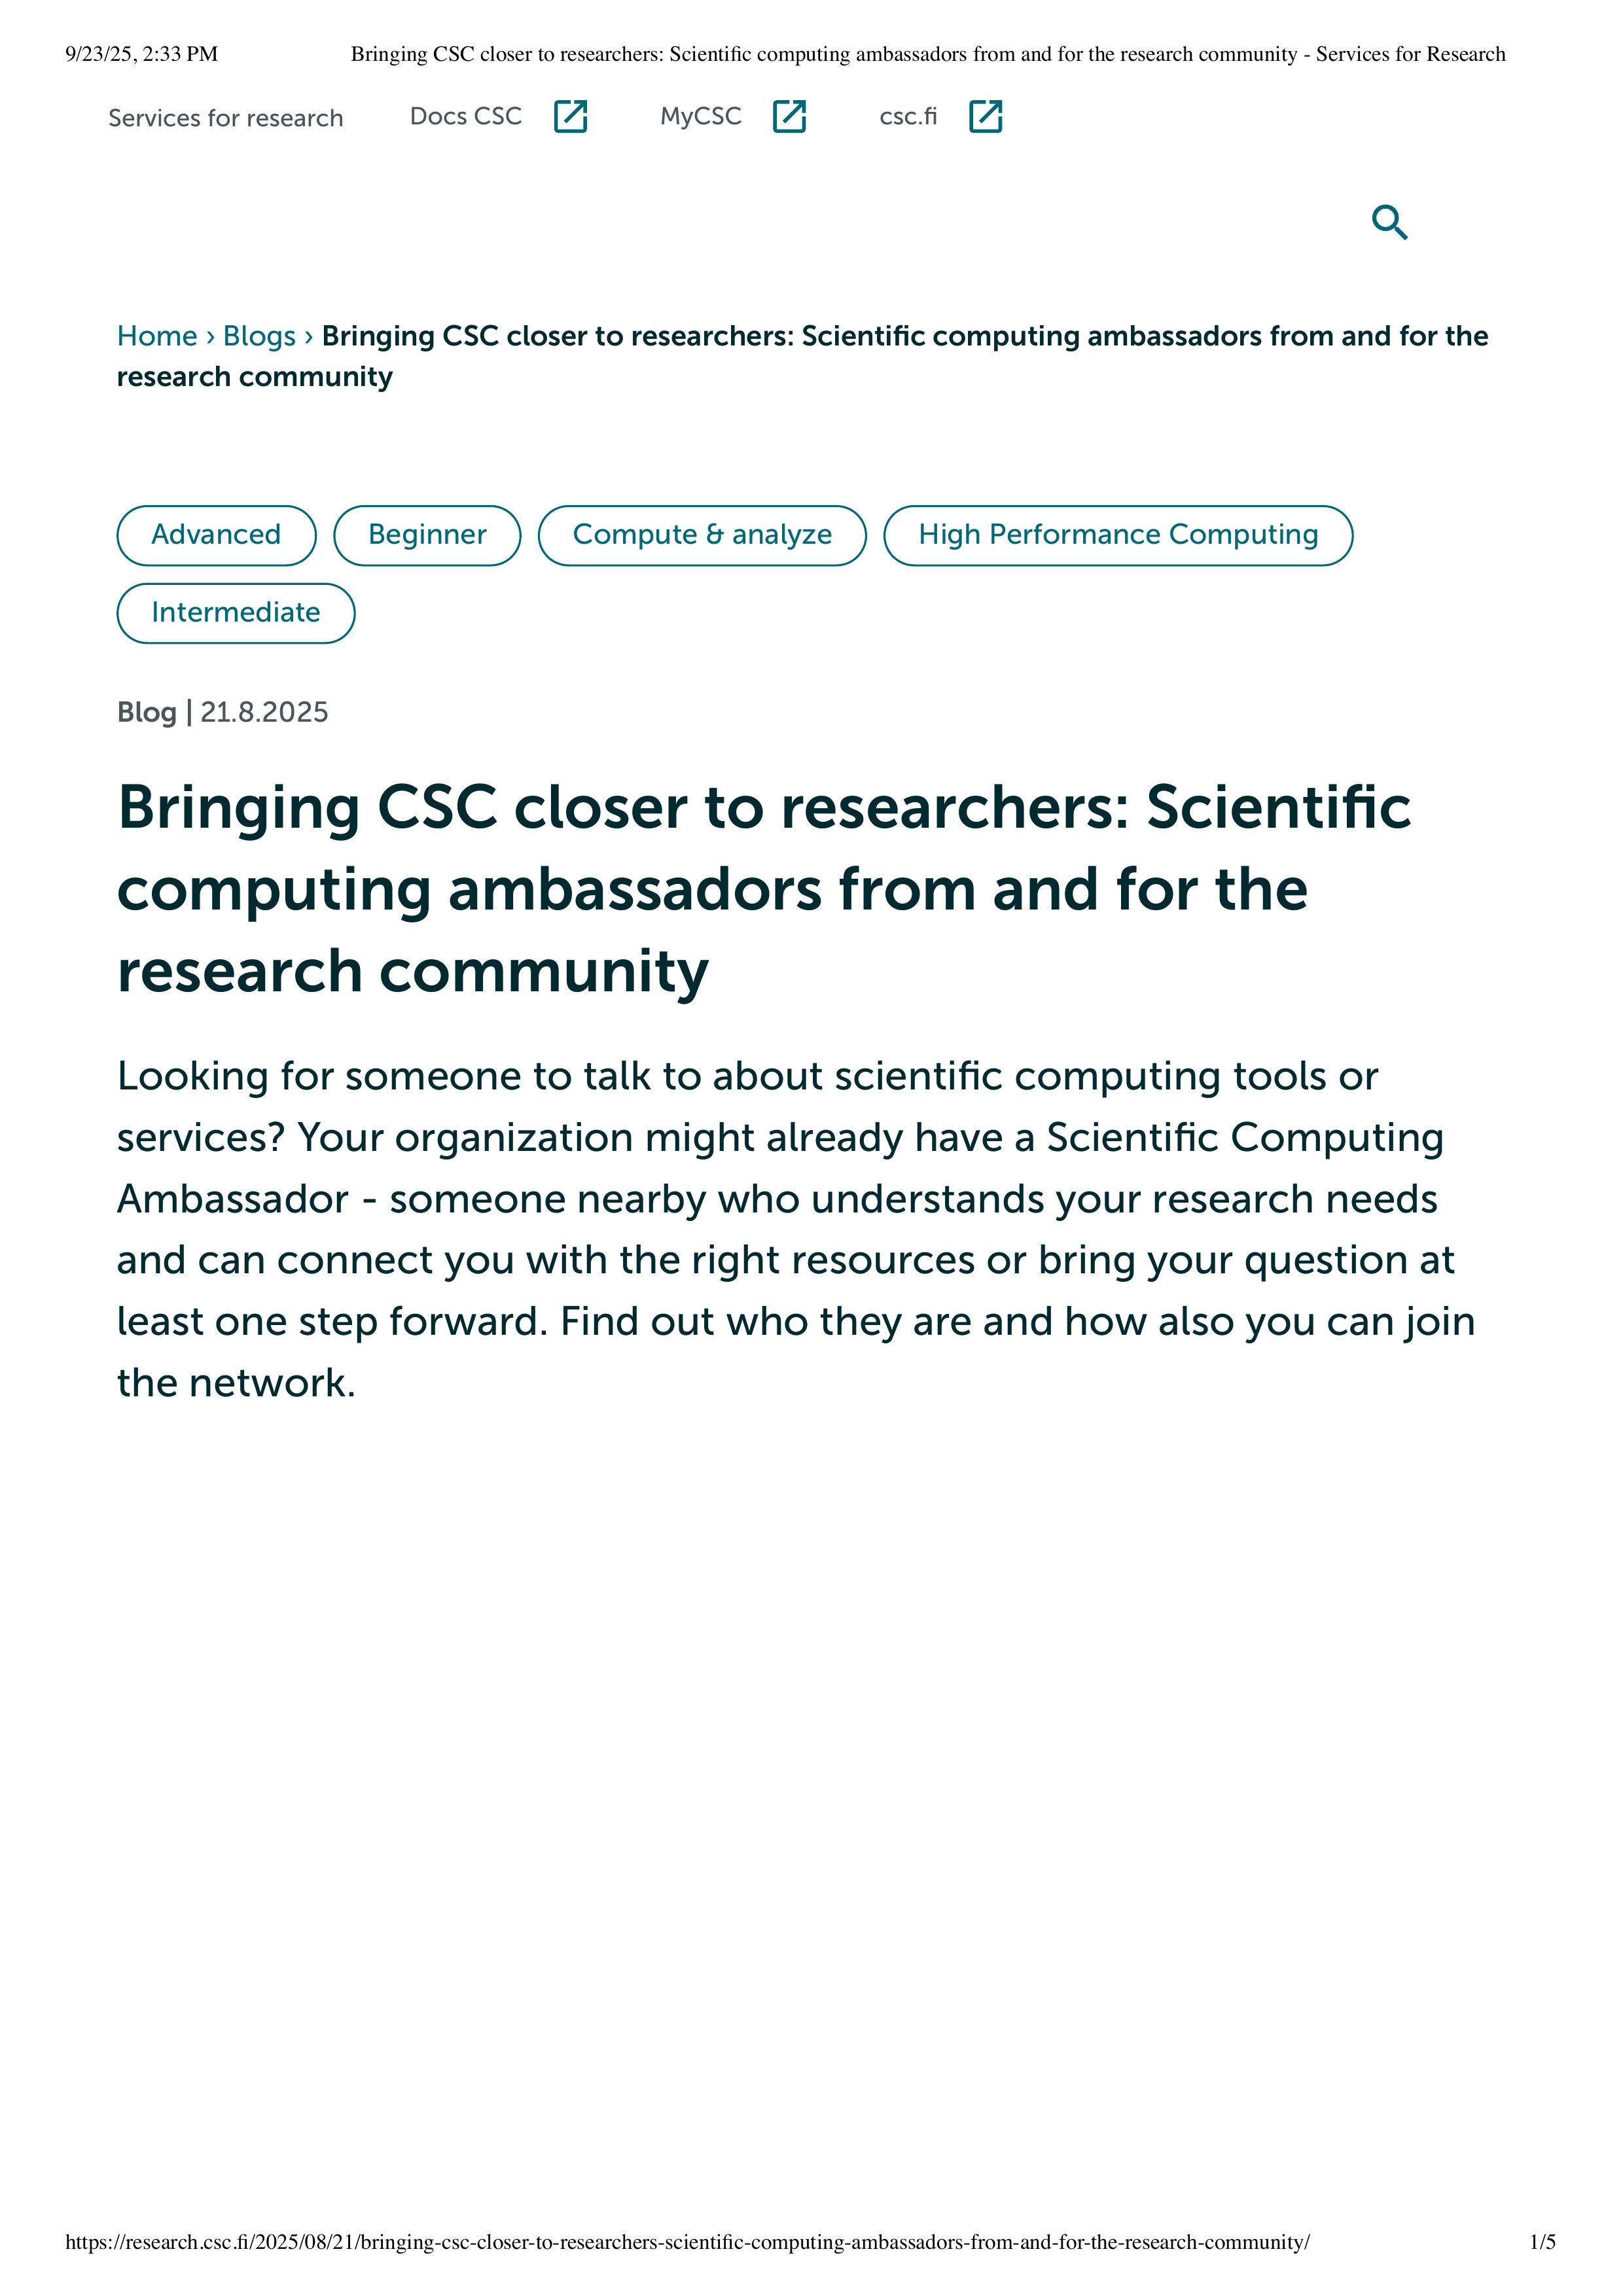 9/23/25, 2:33 PM Bringing CSC closer to researchers: Scientific computing ambassadors from and for the research community - Services for Research
Services for research Docs CSC MyCSC csc.fi
Home › Blogs › Bringing CSC closer to researchers: Scientific computing ambassadors from and for the
research community
Advanced Beginner Compute & analyze High Performance Computing
Intermediate
Blog | 21.8.2025
Bringing CSC closer to researchers: Scientific
computing ambassadors from and for the
research community
Looking for someone to talk to about scientific computing tools or
services? Your organization might already have a Scientific Computing
Ambassador - someone nearby who understands your research needs
and can connect you with the right resources or bring your question at
least one step forward. Find out who they are and how also you can join
the network.
https://research.csc.fi/2025/08/21/bringing-csc-closer-to-researchers-scientific-computing-ambassadors-from-and-for-the-research-community/ 1/5